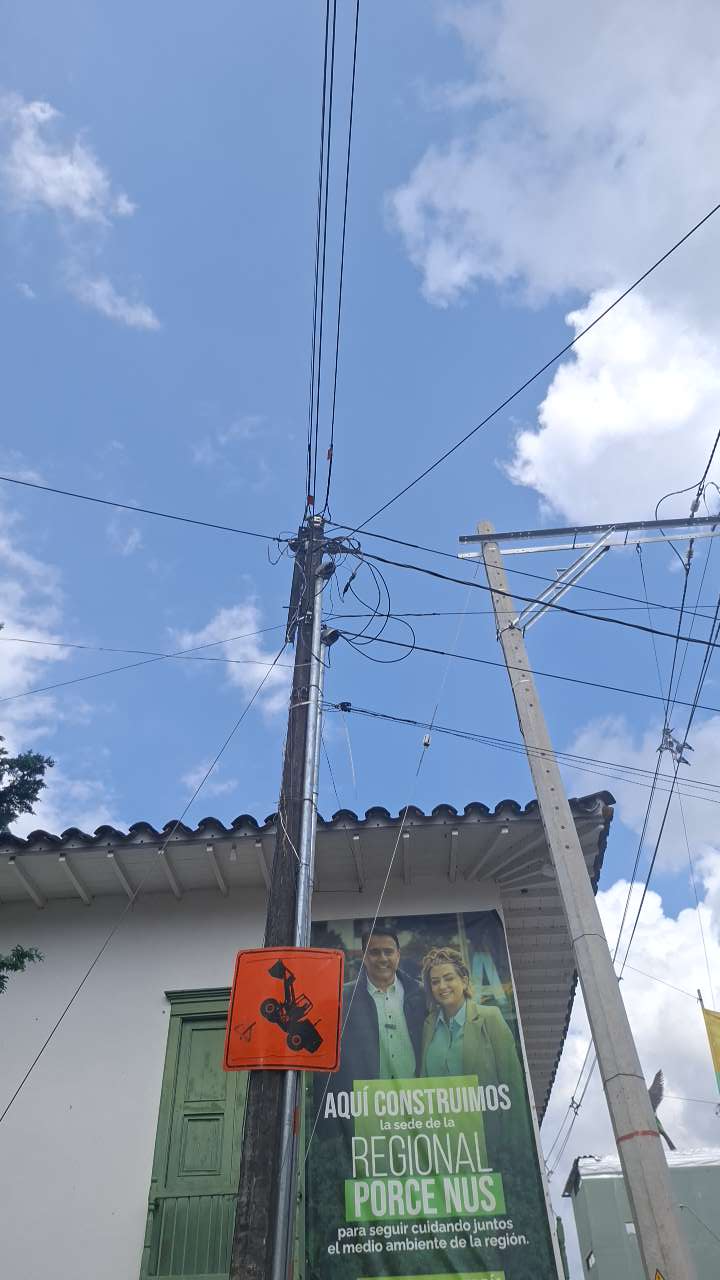 AQUÍ CONSTRUIMOS
la sede de la
REGIONAL
PORCE NUS
para seguir cuidando juntos
el medio ambiente de la región.